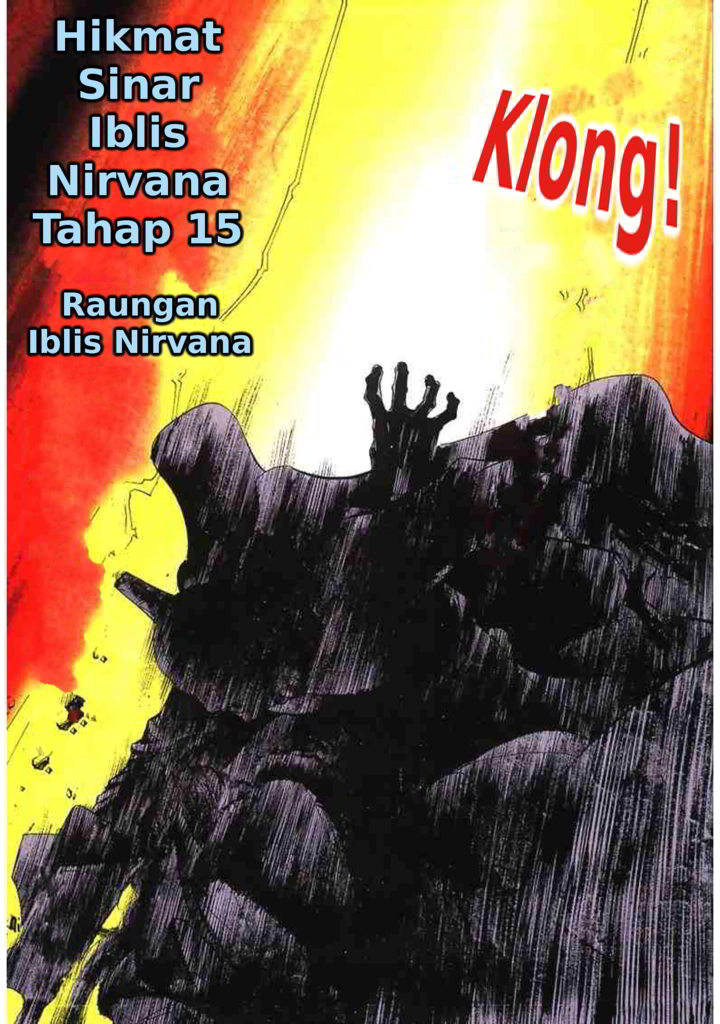 Hikmat
Sinar
Iblis
Nirvana
Tahap 15
Raungan
Iblis Nirvana
Klong!